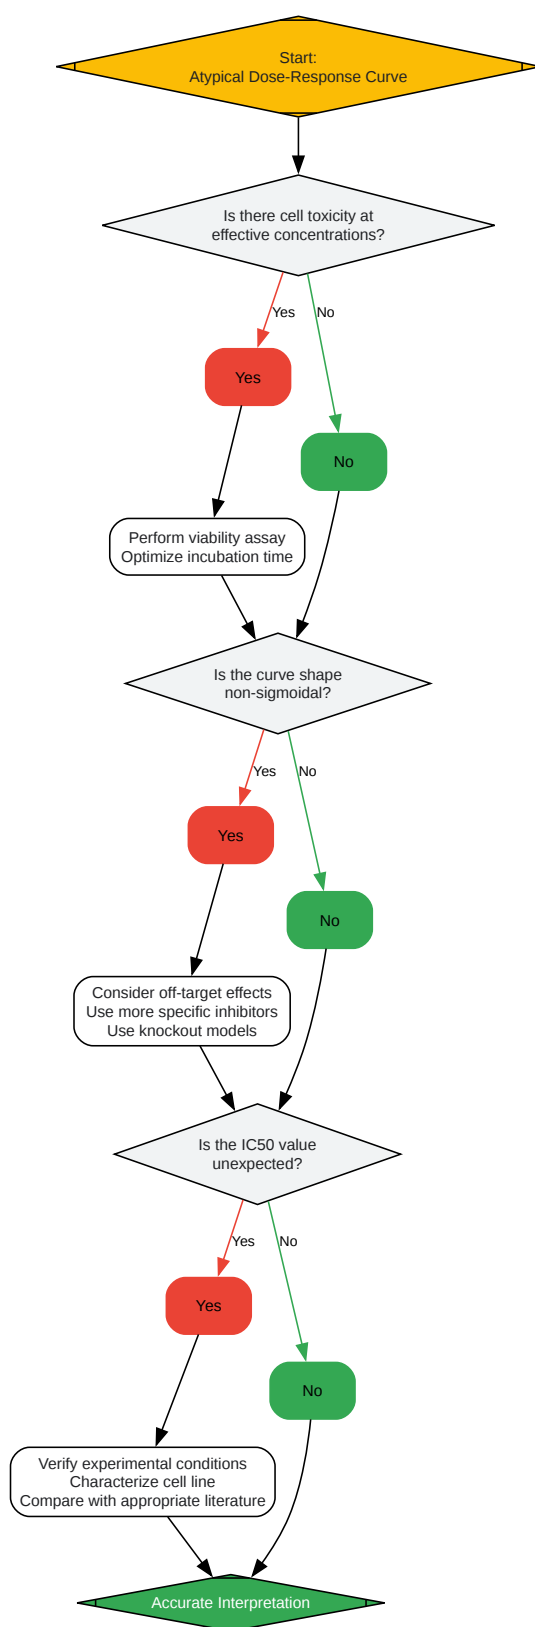 Start:
Atypical Dose-Response Curve
Is there cell toxicity at
effective concentrations?
Yes
No
Yes
No
Perform viability assay
Optimize incubation time
Is the curve shape
non-sigmoidal?
Yes
No
Yes
No
Consider off-target effects
Use more specific inhibitors
Use knockout models
Is the IC50 value
unexpected?
Yes
No
Yes
No
Verify experimental conditions
Characterize cell line
Compare with appropriate literature
Accurate Interpretation